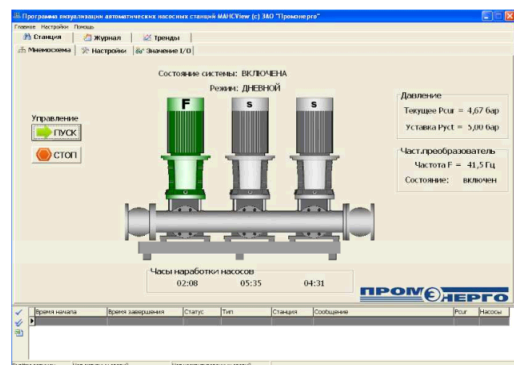 Программа визуализации автоматических насосных станций МАНСView (c) ЗАО "Промэнерго"
Главное Настройки Помощь
Станция Журнал Тренды
Мнемосхема Настройки Значение I/O
Состояние системы: ВКЛЮЧЕНА
Режим: ДНЕВНОЙ
Управление
ПУСК
СТОП
F S S
Давление
Текущее Pcur = 4,67 бар
Уставка Руст = 5,00 бар
Част.преобразователь
Частота F = 41,5 Гц
Состояние: включен
Часы наработки насосов
02:08 05:35 04:31
ПРОМЭНЕРГО
Время начала Время завершения Статус Тип Станция Сообщение Pcur Насосы